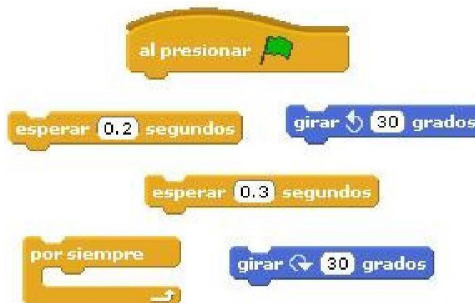 al presionar
esperar 0.2 segundos
girar 30 grados
esperar 0.3 segundos
por siempre
girar 30 grados